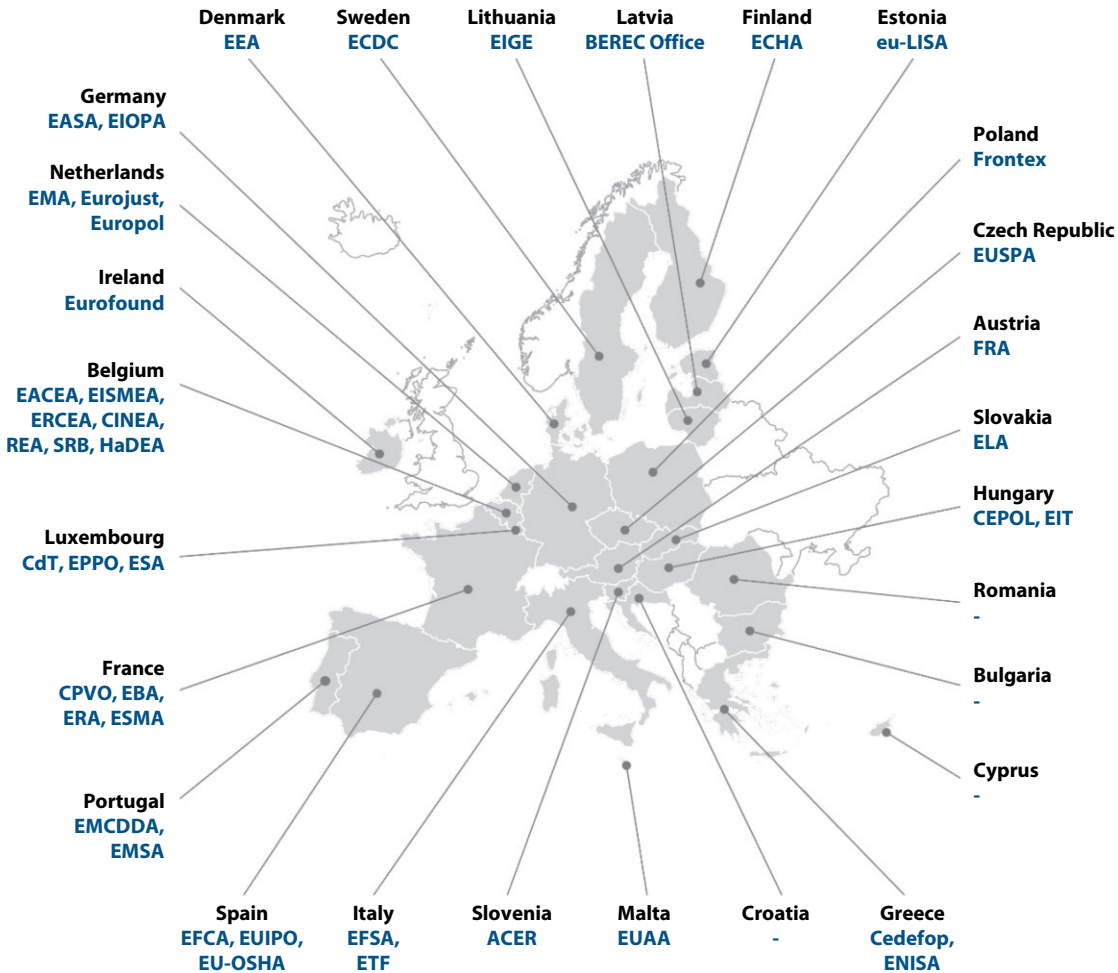 Denmark
EEA
Sweden
ECDC
Lithuania
EIGE
Latvia
BEREC Office
Finland
ECHA
Estonia
eu-LISA
Germany
EASA, EIOPA
Netherlands
EMA, Eurojust,
Europol
Ireland
Eurofound
Belgium
EACEA, EISMEA,
ERCEA, CINEA,
REA, SRB, HaDEA
Luxembourg
CdT, EPPO, ESA
France
CPVO, EBA,
ERA, ESMA
Portugal
EMCDDA,
EMSA
Poland
Frontex
Czech Republic
EUSPA
Austria
FRA
Slovakia
ELA
Hungary
CEPOL, EIT
Romania
-
Bulgaria
-
Cyprus
-
Spain
EFCA, EUIPO,
EU-OSHA
Italy
EFSA,
ETF
Slovenia
ACER
Malta
EUAA
Croatia
-
Greece
Cedefop,
ENISA